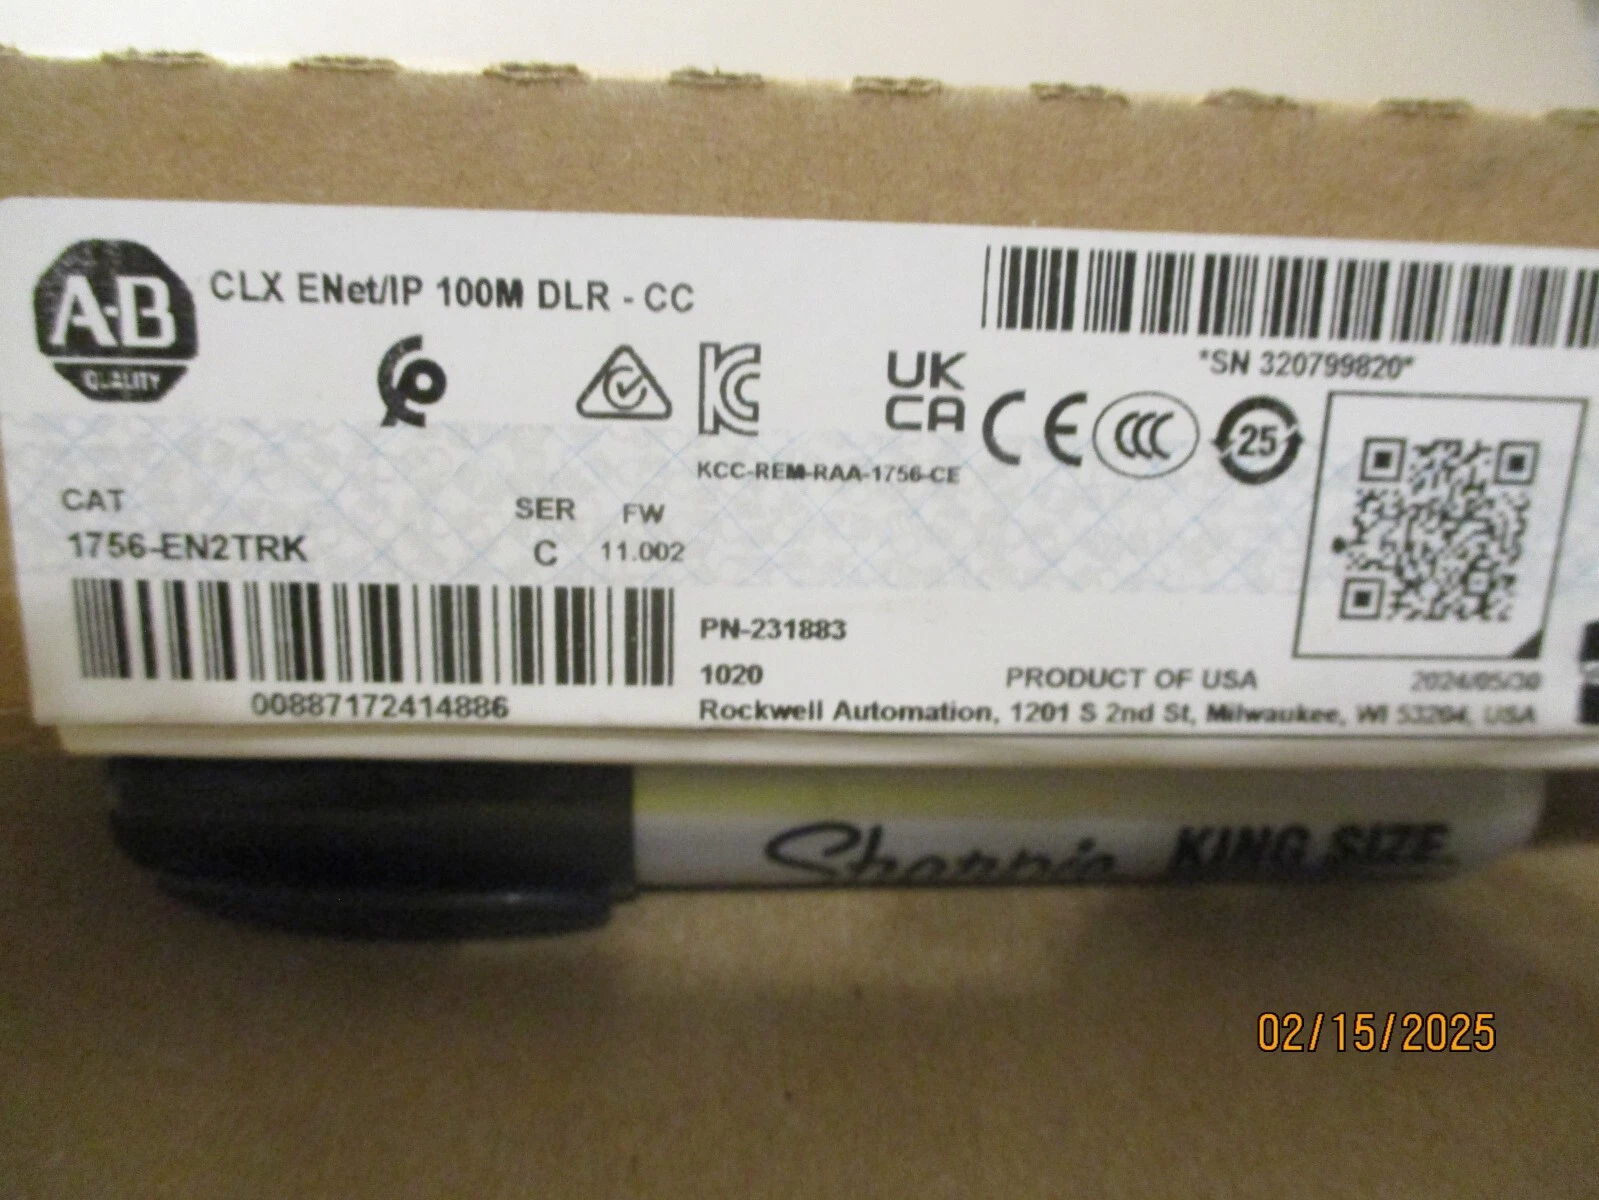 A-B
QUALITY
CLX ENet/IP 100M DLR - CC
*SN 320799820*
UK
CA
CE
CCC
25
KCC-REM-RAA-1756-CE
CAT
SER
FW
1756-EN2TRK
C
11.002
00887172414886
PN-231883
1020
PRODUCT OF USA
2024/05/30
Rockwell Automation, 1201 S 2nd St, Milwaukee, WI 53204, USA
Sharpie KING SIZE
02/15/2025